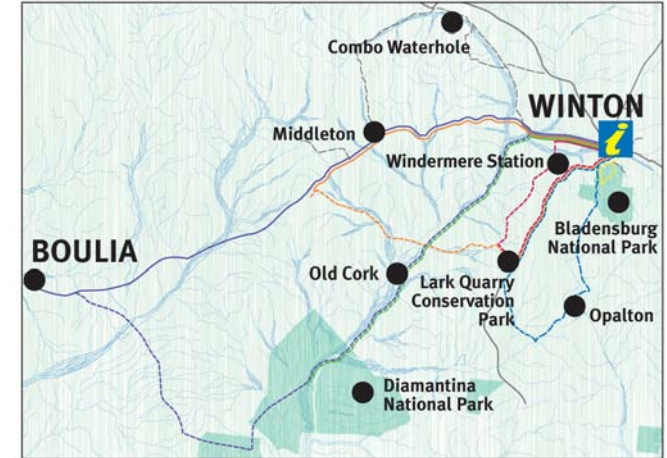 Combo Waterhole
WINTON
i
Middleton
Windermere Station
Bladensburg
National Park
BOULIA
Old Cork
Lark Quarry
Conservation
Park
Opalton
Diamantina
National Park